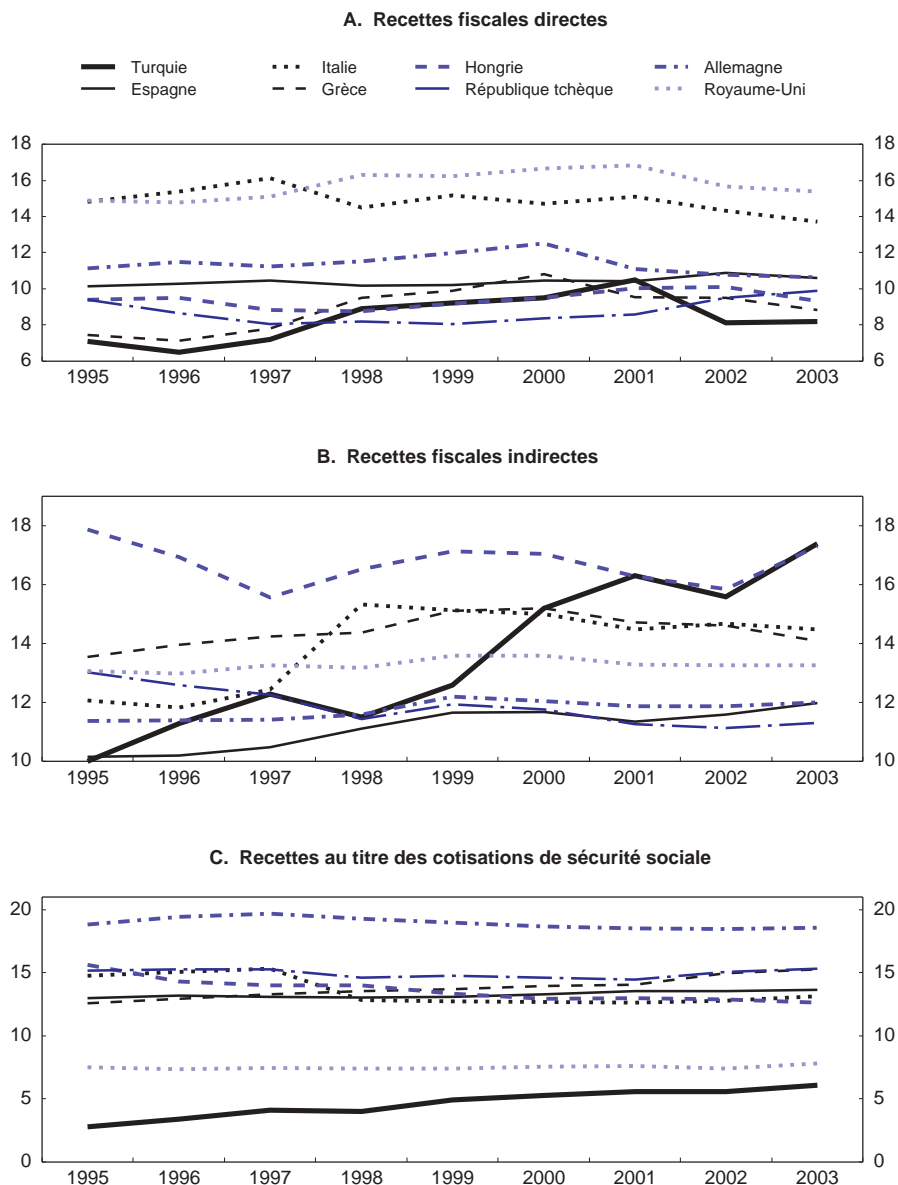 A. Recettes fiscales directes
Turquie Italie Hongrie Allemagne
Espagne Grèce République tchèque Royaume-Uni
18 18
16 16
14 14
12 12
10 10
8 8
6 6
1995 1996 1997 1998 1999 2000 2001 2002 2003
B. Recettes fiscales indirectes
18 18
16 16
14 14
12 12
10 10
1995 1996 1997 1998 1999 2000 2001 2002 2003
C. Recettes au titre des cotisations de sécurité sociale
20 20
15 15
10 10
5 5
0 0
1995 1996 1997 1998 1999 2000 2001 2002 2003